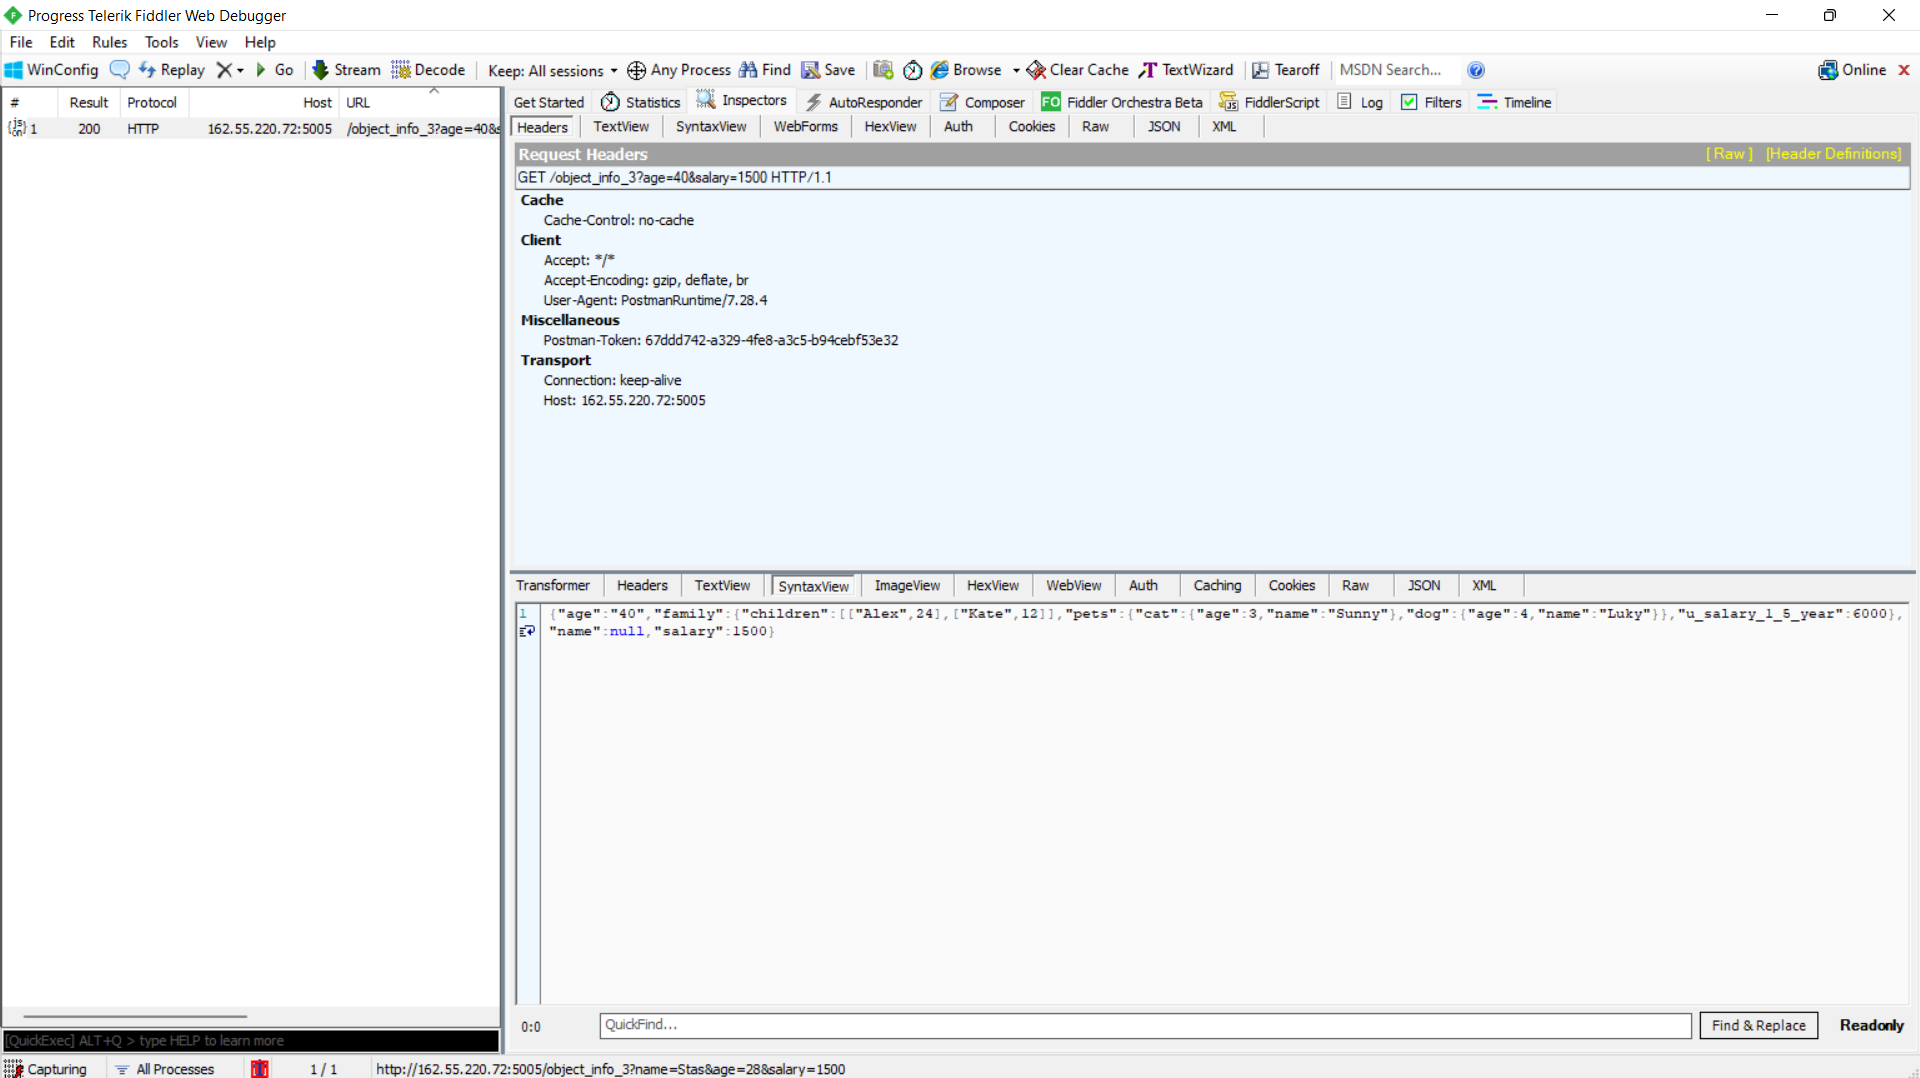 Progress Telerik Fiddler Web Debugger
File Edit Rules Tools View Help
WinConfig Replay Go Stream Decode Keep: All sessions Any Process Find Save Browse Clear Cache TextWizard Tearoff MSDN Search... Online
# Result Protocol Host URL
1 200 HTTP 162.55.220.72:5005 /object_info_3?age=40&s
Get Started Statistics Inspectors AutoResponder Composer FO Fiddler Orchestra Beta FiddlerScript Log Filters Timeline
Headers TextView SyntaxView WebForms HexView Auth Cookies Raw JSON XML
Request Headers [ Raw ] [Header Definitions]
GET /object_info_3?age=40&salary=1500 HTTP/1.1
Cache
Cache-Control: no-cache
Client
Accept: */*
Accept-Encoding: gzip, deflate, br
User-Agent: PostmanRuntime/7.28.4
Miscellaneous
Postman-Token: 67ddd742-a329-4fe8-a3c5-b94cebf53e32
Transport
Connection: keep-alive
Host: 162.55.220.72:5005
Transformer Headers TextView SyntaxView ImageView HexView WebView Auth Caching Cookies Raw JSON XML
1 {"age":"40","family":{"children":[["Alex",24],["Kate",12]],"pets":{"cat":{"age":3,"name":"Sunny"},"dog":{"age":4,"name":"Luky"}},"u_salary_1_5_year":6000},
"name":null,"salary":1500}
0:0 QuickFind... Find & Replace Readonly
[QuickExec] ALT+Q > type HELP to learn more
Capturing All Processes 1 / 1 http://162.55.220.72:5005/object_info_3?name=Stas&age=28&salary=1500